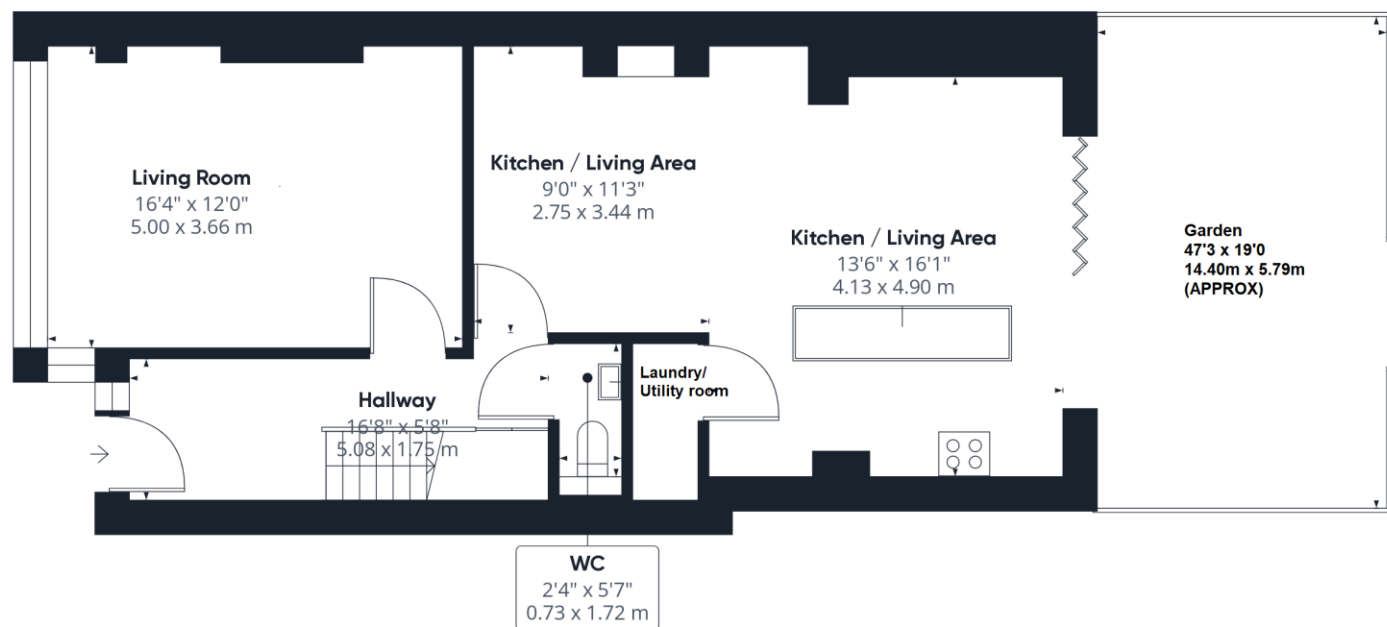 Living Room
16'4" x 12'0"
5.00 x 3.66 m
Kitchen / Living Area
9'0" x 11'3"
2.75 x 3.44 m
Kitchen / Living Area
13'6" x 16'1"
4.13 x 4.90 m
Garden
47'3 x 19'0
14.40m x 5.79m
(APPROX)
Hallway
16'8" x 5'8"
5.08 x 1.75 m
Laundry/
Utility room
WC
2'4" x 5'7"
0.73 x 1.72 m